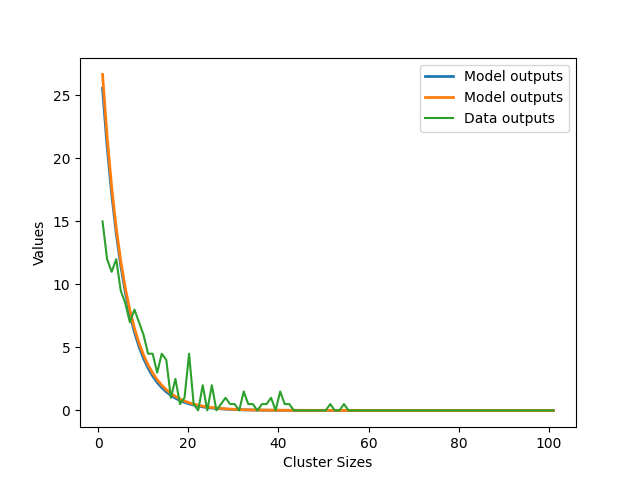 Model outputs
Model outputs
Data outputs
Values
25
20
15
10
5
0
0 20 40 60 80 100
Cluster Sizes